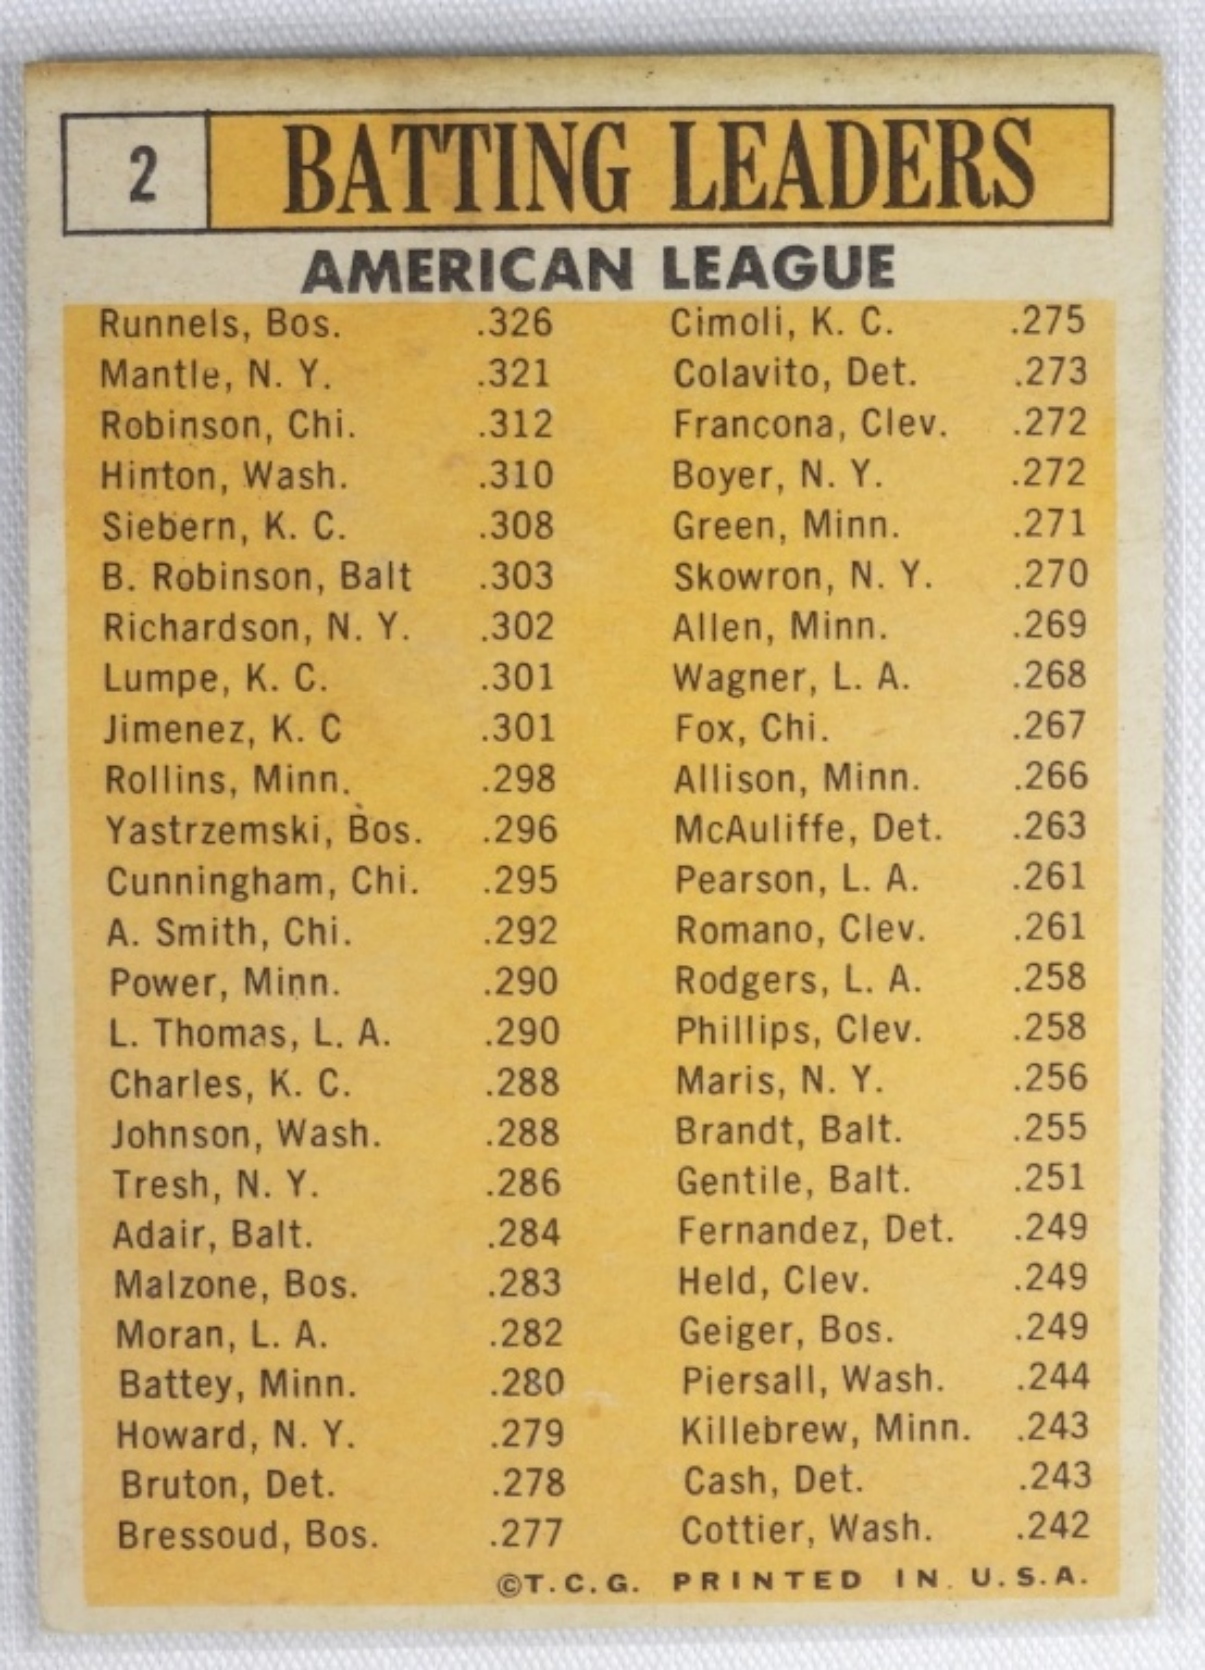 2 BATTING LEADERS
AMERICAN LEAGUE
Runnels, Bos. .326
Mantle, N. Y. .321
Robinson, Chi. .312
Hinton, Wash. .310
Siebern, K. C. .308
B. Robinson, Balt .303
Richardson, N. Y. .302
Lumpe, K. C. .301
Jimenez, K. C .301
Rollins, Minn. .298
Yastrzemski, Bos. .296
Cunningham, Chi. .295
A. Smith, Chi. .292
Power, Minn. .290
L. Thomas, L. A. .290
Charles, K. C. .288
Johnson, Wash. .288
Tresh, N. Y. .286
Adair, Balt. .284
Malzone, Bos. .283
Moran, L. A. .282
Battey, Minn. .280
Howard, N. Y. .279
Bruton, Det. .278
Bressoud, Bos. .277
Cimoli, K. C. .275
Colavito, Det. .273
Francona, Clev. .272
Boyer, N. Y. .272
Green, Minn. .271
Skowron, N. Y. .270
Allen, Minn. .269
Wagner, L. A. .268
Fox, Chi. .267
Allison, Minn. .266
McAuliffe, Det. .263
Pearson, L. A. .261
Romano, Clev. .261
Rodgers, L. A. .258
Phillips, Clev. .258
Maris, N. Y. .256
Brandt, Balt. .255
Gentile, Balt. .251
Fernandez, Det. .249
Held, Clev. .249
Geiger, Bos. .249
Piersall, Wash. .244
Killebrew, Minn. .243
Cash, Det. .243
Cottier, Wash. .242
©T.C.G. PRINTED IN U.S.A.